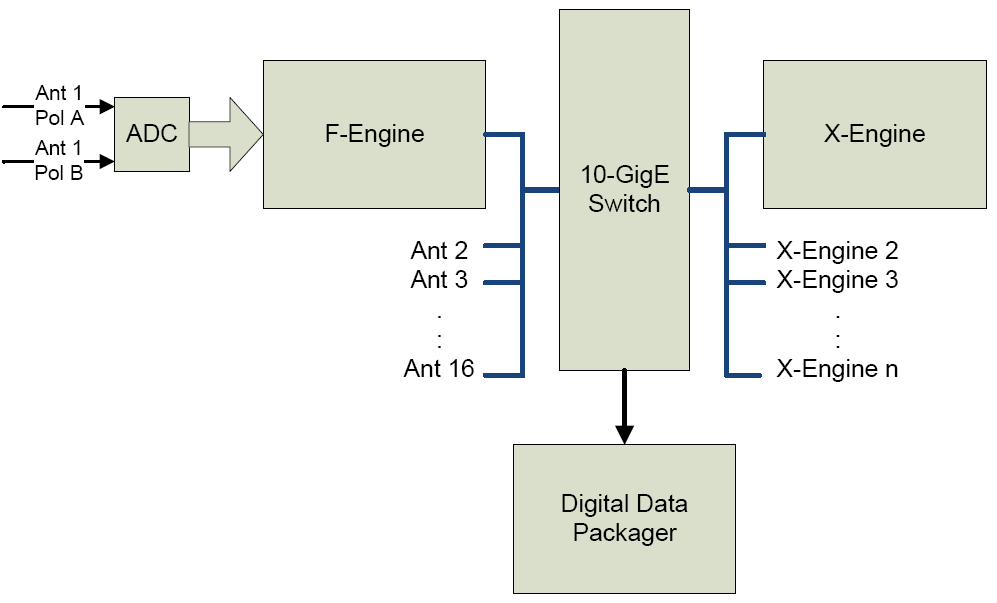 Ant 1
Pol A
Ant 1
Pol B
ADC
F-Engine
10-GigE
Switch
X-Engine
Ant 2
Ant 3
.
:
Ant 16
X-Engine 2
X-Engine 3
.
:
X-Engine n
Digital Data
Packager